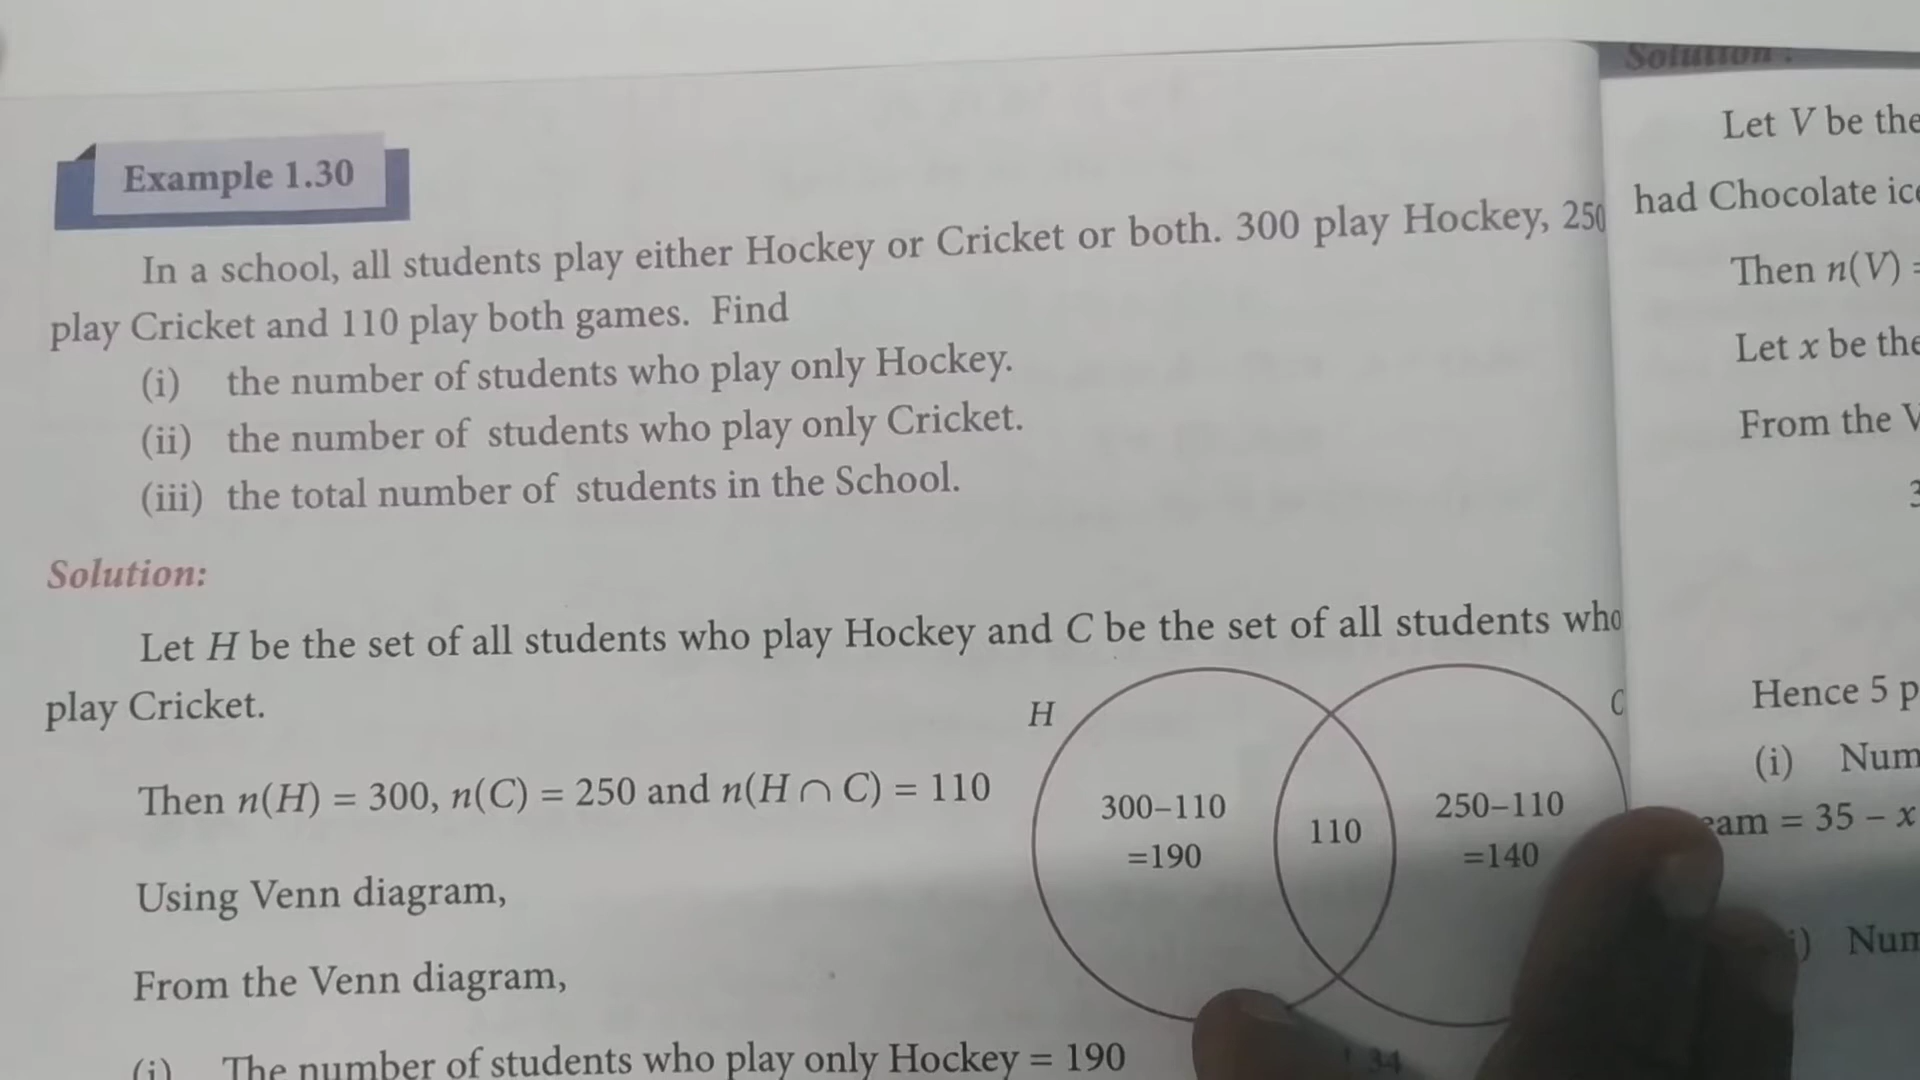 Example 1.30
In a school, all students play either Hockey or Cricket or both. 300 play Hockey, 250
play Cricket and 110 play both games. Find
(i) the number of students who play only Hockey.
(ii) the number of students who play only Cricket.
(iii) the total number of students in the School.
Solution:
Let H be the set of all students who play Hockey and C be the set of all students who
play Cricket.
Then n(H) = 300, n(C) = 250 and n(H ∩ C) = 110
Using Venn diagram,
From the Venn diagram,
(i) The number of students who play only Hockey = 190
H
C
300–110
=190
110
250–110
=140
34
Solution :
Let V be the
had Chocolate ice
Then n(V) =
Let x be the
From the V
3
Hence 5 p
(i) Num
eam = 35 – x
i) Num